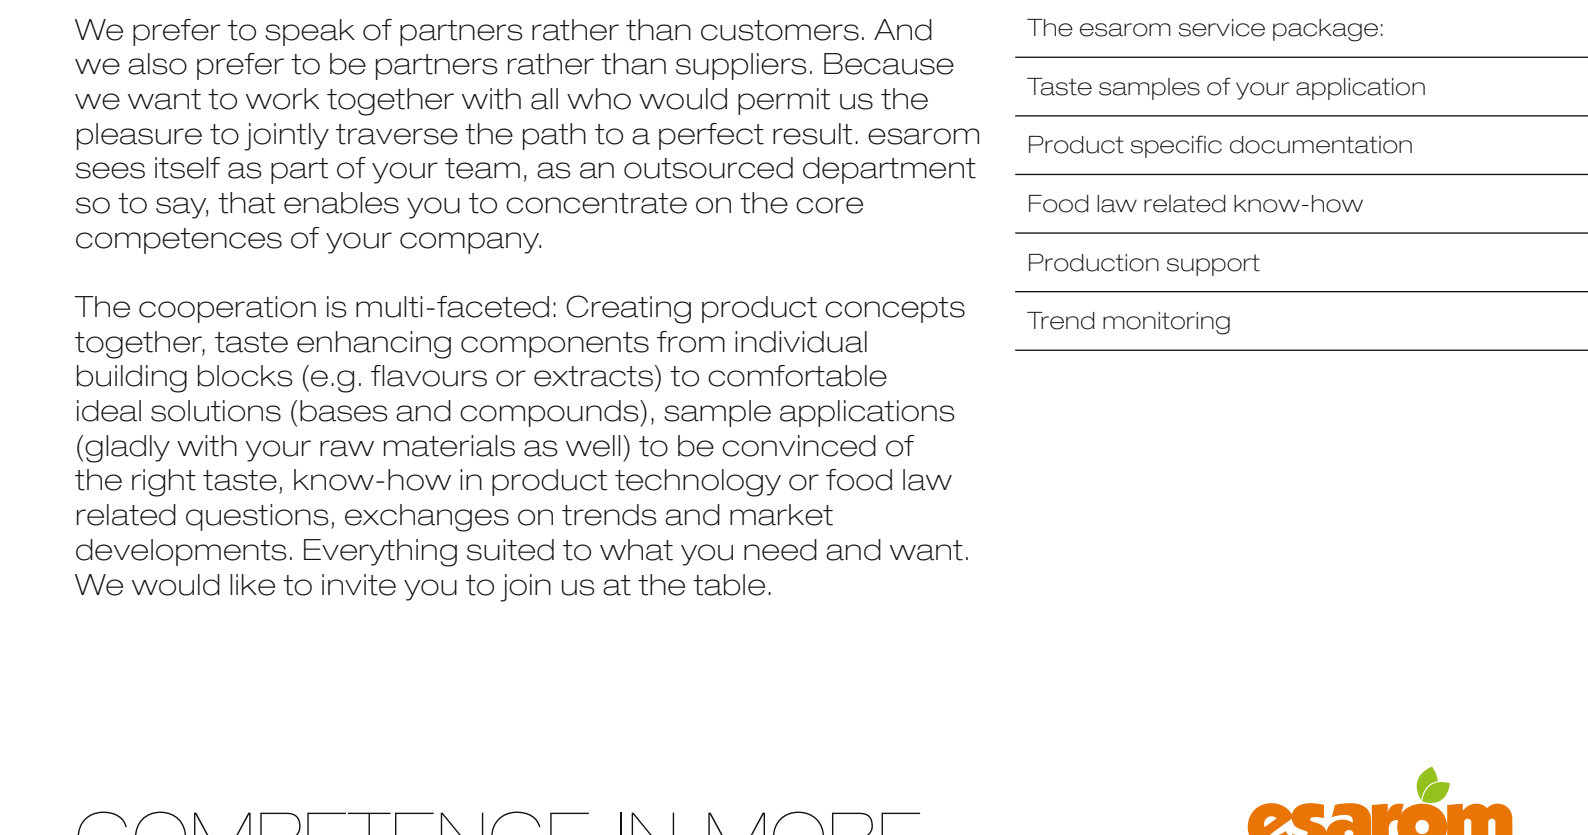 We prefer to speak of partners rather than customers. And
we also prefer to be partners rather than suppliers. Because
we want to work together with all who would permit us the
pleasure to jointly traverse the path to a perfect result. esarom
sees itself as part of your team, as an outsourced department
so to say, that enables you to concentrate on the core
competences of your company.
The cooperation is multi-faceted: Creating product concepts
together, taste enhancing components from individual
building blocks (e.g. flavours or extracts) to comfortable
ideal solutions (bases and compounds), sample applications
(gladly with your raw materials as well) to be convinced of
the right taste, know-how in product technology or food law
related questions, exchanges on trends and market
developments. Everything suited to what you need and want.
We would like to invite you to join us at the table.
The esarom service package:
Taste samples of your application
Product specific documentation
Food law related know-how
Production support
Trend monitoring
COMPETENCE IN MORE
esarom